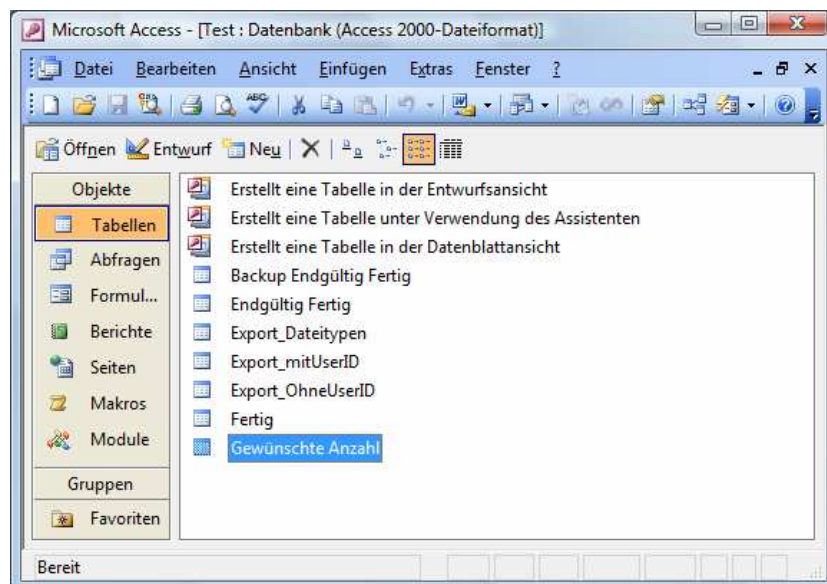 Microsoft Access - [Test : Datenbank (Access 2000-Dateiformat)]
Datei Bearbeiten Ansicht Einfügen Extras Fenster ?
Öffnen Entwurf Neu
Objekte
Tabellen
Abfragen
Formul...
Berichte
Seiten
Makros
Module
Gruppen
Favoriten
Erstellt eine Tabelle in der Entwurfsansicht
Erstellt eine Tabelle unter Verwendung des Assistenten
Erstellt eine Tabelle in der Datenblattansicht
Backup Endgültig Fertig
Endgültig Fertig
Export_Dateitypen
Export_mitUserID
Export_OhneUserID
Fertig
Gewünschte Anzahl
Bereit